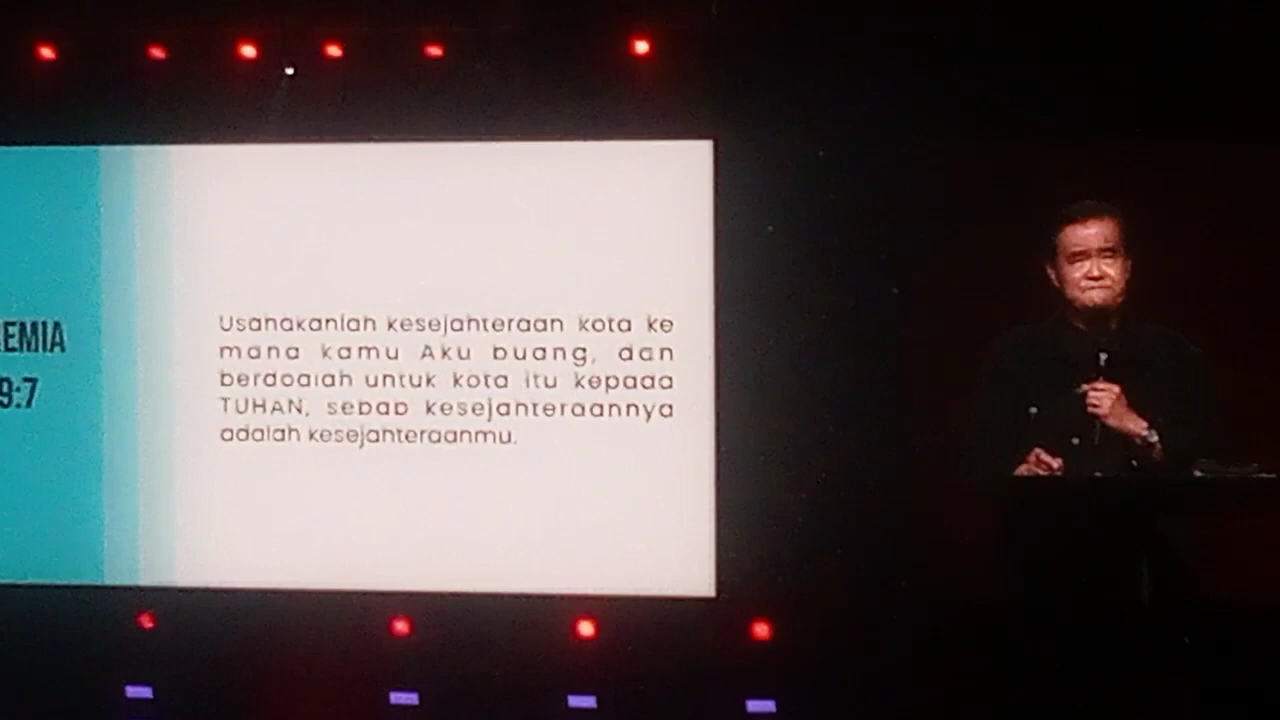 EMIA
9:7
Usahakanlah kesejahteraan kota ke
mana kamu Aku buang, dan
berdoalah untuk kota itu kepada
TUHAN, sebab kesejahteraannya
adalah kesejahteraanmu.